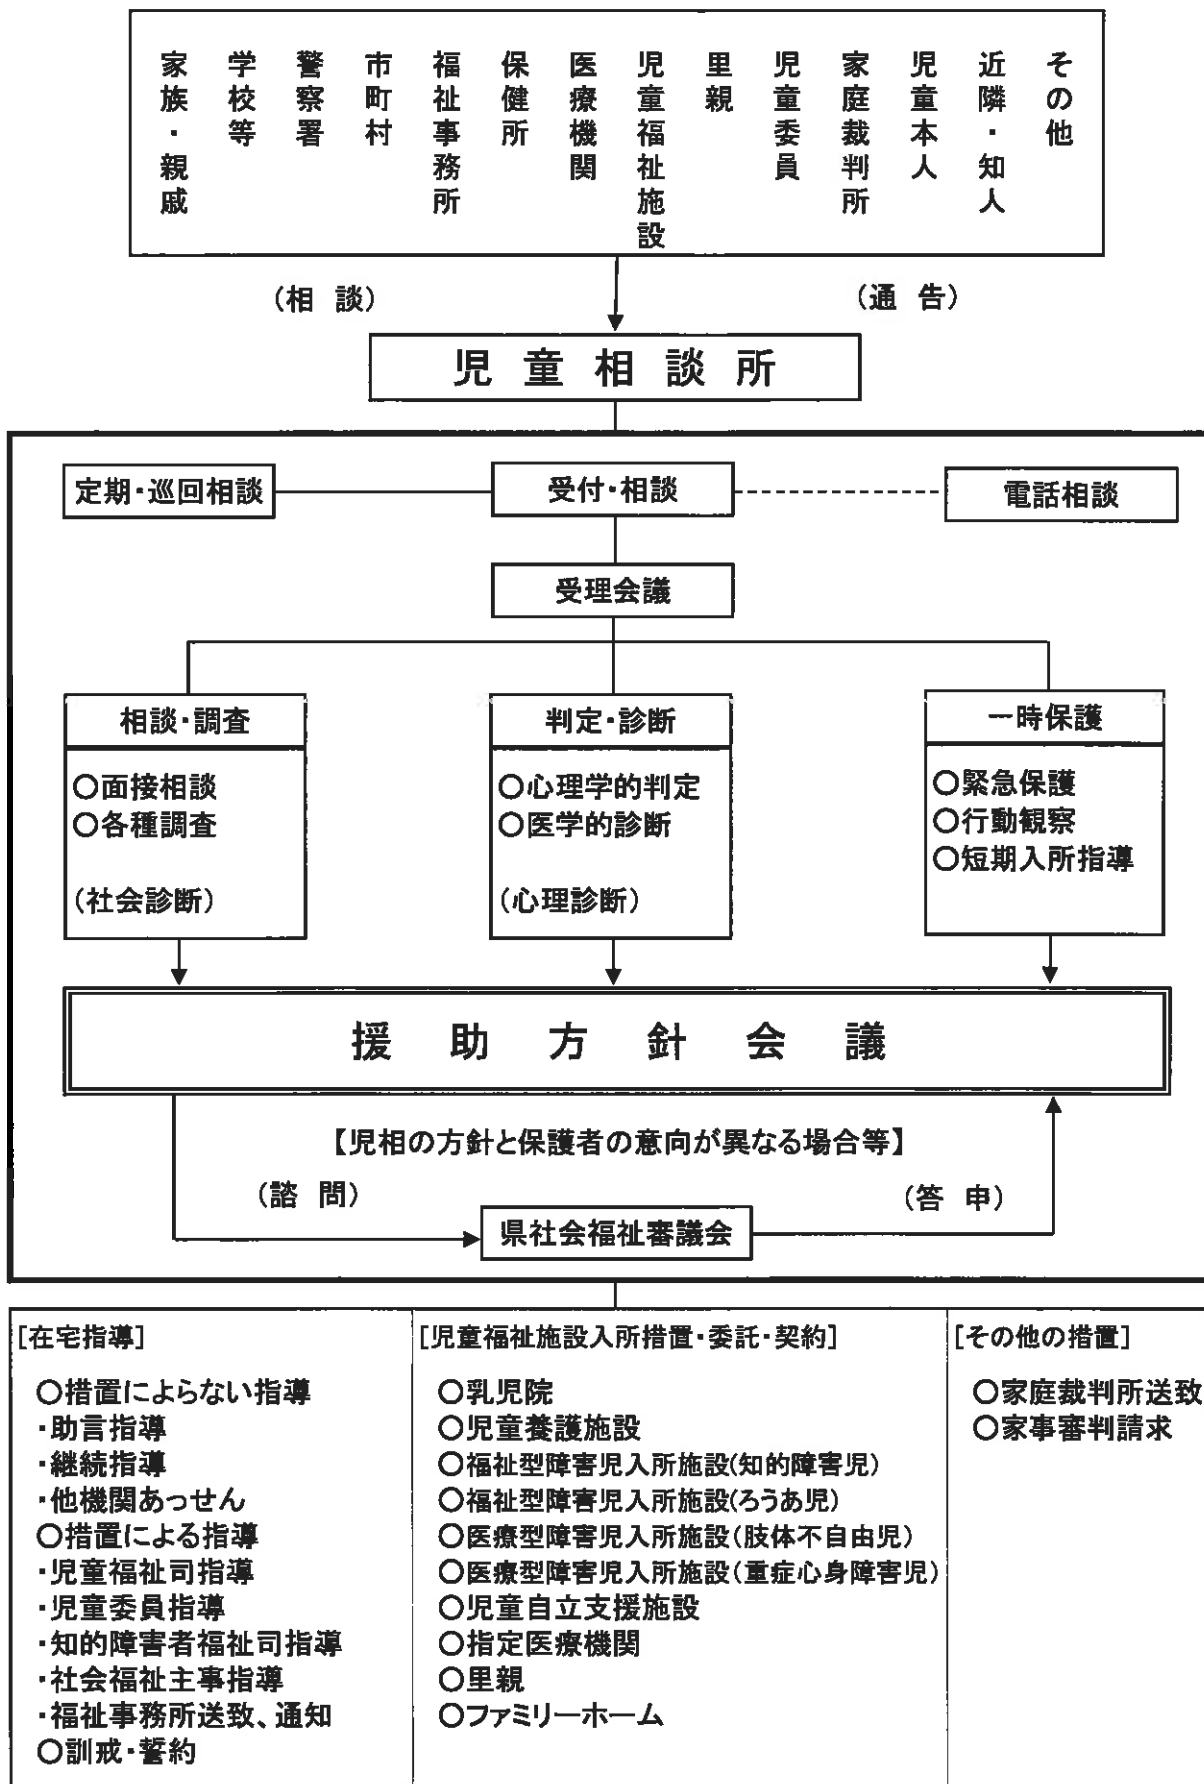 家族・親戚
学校等
警察署
市町村
福祉事務所
保健所
医療機関
児童福祉施設
里親
児童委員
家庭裁判所
児童本人
近隣・知人
その他
(相 談)
(通 告)
児 童 相 談 所
定期・巡回相談
受付・相談
電話相談
受理会議
相談・調査
○面接相談
○各種調査
(社会診断)
判定・診断
○心理学的判定
○医学的診断
(心理診断)
一時保護
○緊急保護
○行動観察
○短期入所指導
援 助 方 針 会 議
【児相の方針と保護者の意向が異なる場合等】
(諮 問)
(答 申)
県社会福祉審議会
[在宅指導]
○措置によらない指導
・助言指導
・継続指導
・他機関あっせん
○措置による指導
・児童福祉司指導
・児童委員指導
・知的障害者福祉司指導
・社会福祉主事指導
・福祉事務所送致、通知
○訓戒・誓約
[児童福祉施設入所措置・委託・契約]
○乳児院
○児童養護施設
○福祉型障害児入所施設(知的障害児)
○福祉型障害児入所施設(ろうあ児)
○医療型障害児入所施設(肢体不自由児)
○医療型障害児入所施設(重症心身障害児)
○児童自立支援施設
○指定医療機関
○里親
○ファミリーホーム
[その他の措置]
○家庭裁判所送致
○家事審判請求